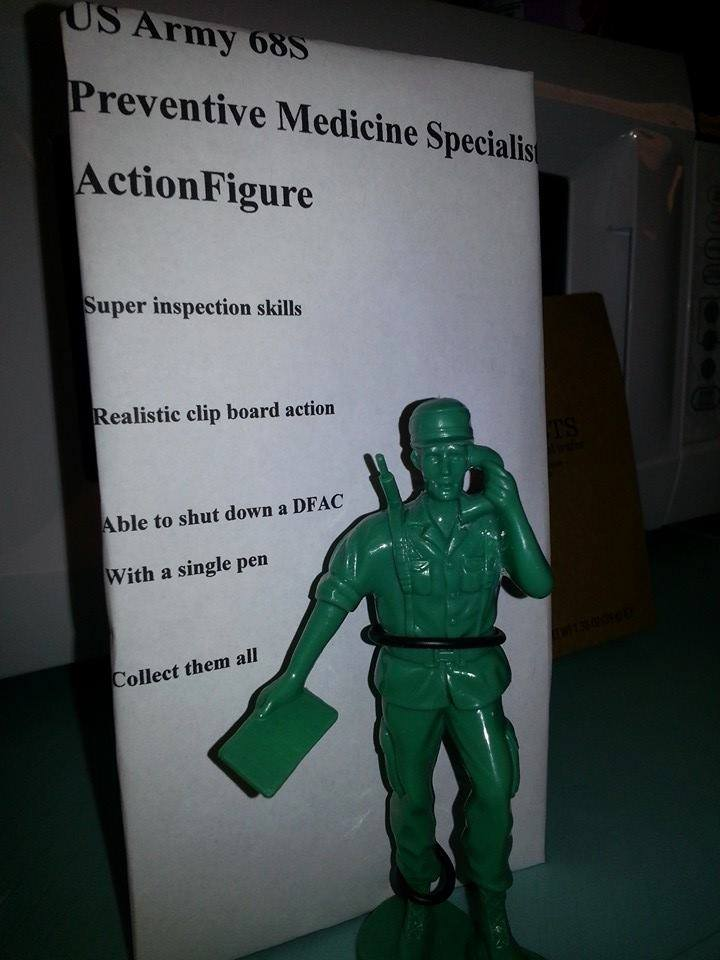 US Army 68S
Preventive Medicine Specialist
ActionFigure
Super inspection skills
Realistic clip board action
Able to shut down a DFAC
With a single pen
Collect them all
TS